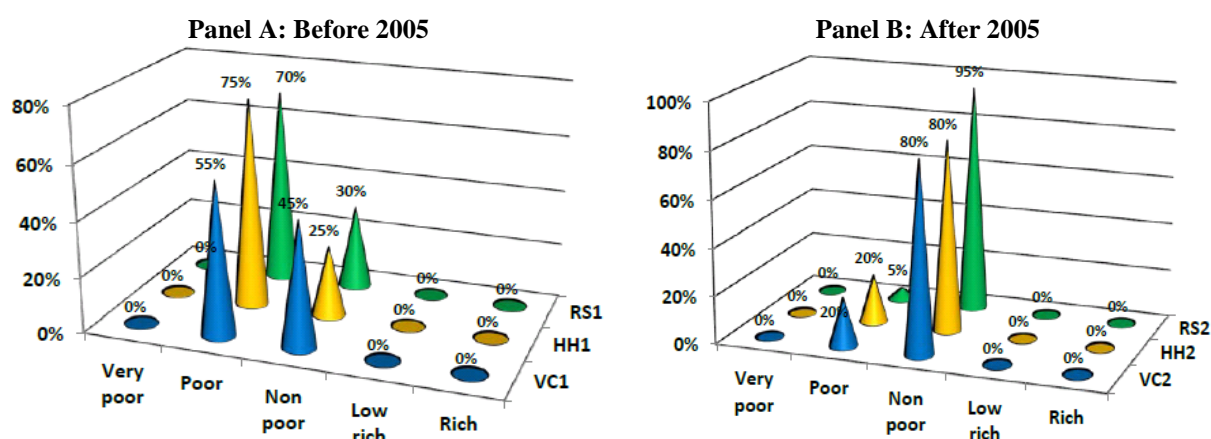 Panel A: Before 2005
80%
60%
40%
20%
0%
75%
70%
55%
45%
30%
25%
0%
0%
0%
0%
0%
0%
0%
0%
0%
RS1
HH1
VC1
Very poor
Poor
Non poor
Low rich
Rich
Panel B: After 2005
100%
80%
60%
40%
20%
0%
95%
80%
80%
20%
5%
20%
0%
0%
0%
0%
0%
0%
0%
0%
0%
RS2
HH2
VC2
Very poor
Poor
Non poor
Low rich
Rich